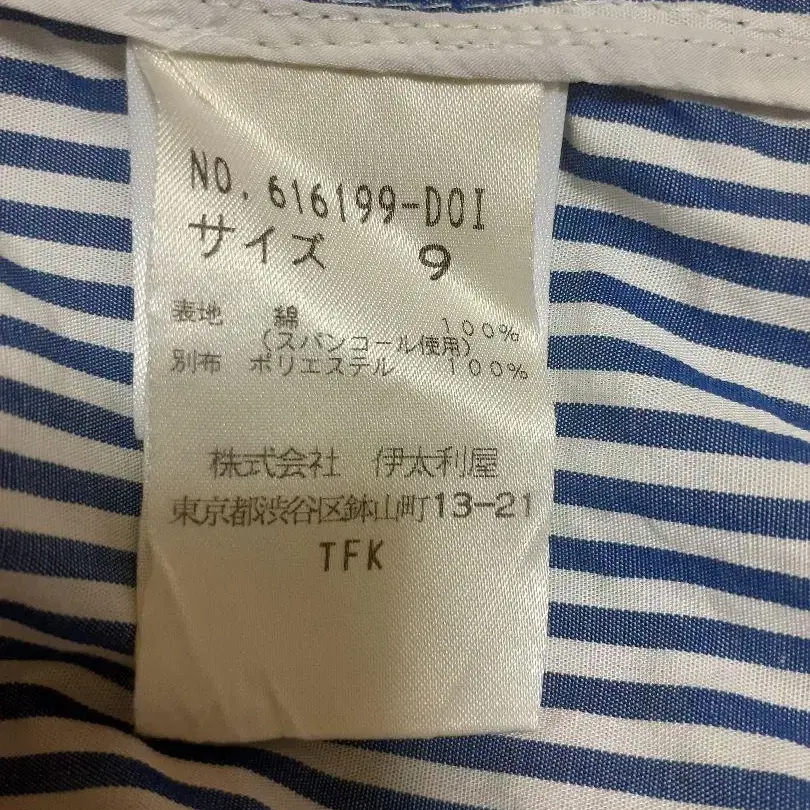 NO. 616199-D0I
サイズ 9
表地 綿 100%
(スパンコール使用)
別布 ポリエステル 100%
株式会社 伊太利屋
東京都渋谷区鉢山町13-21
TFK